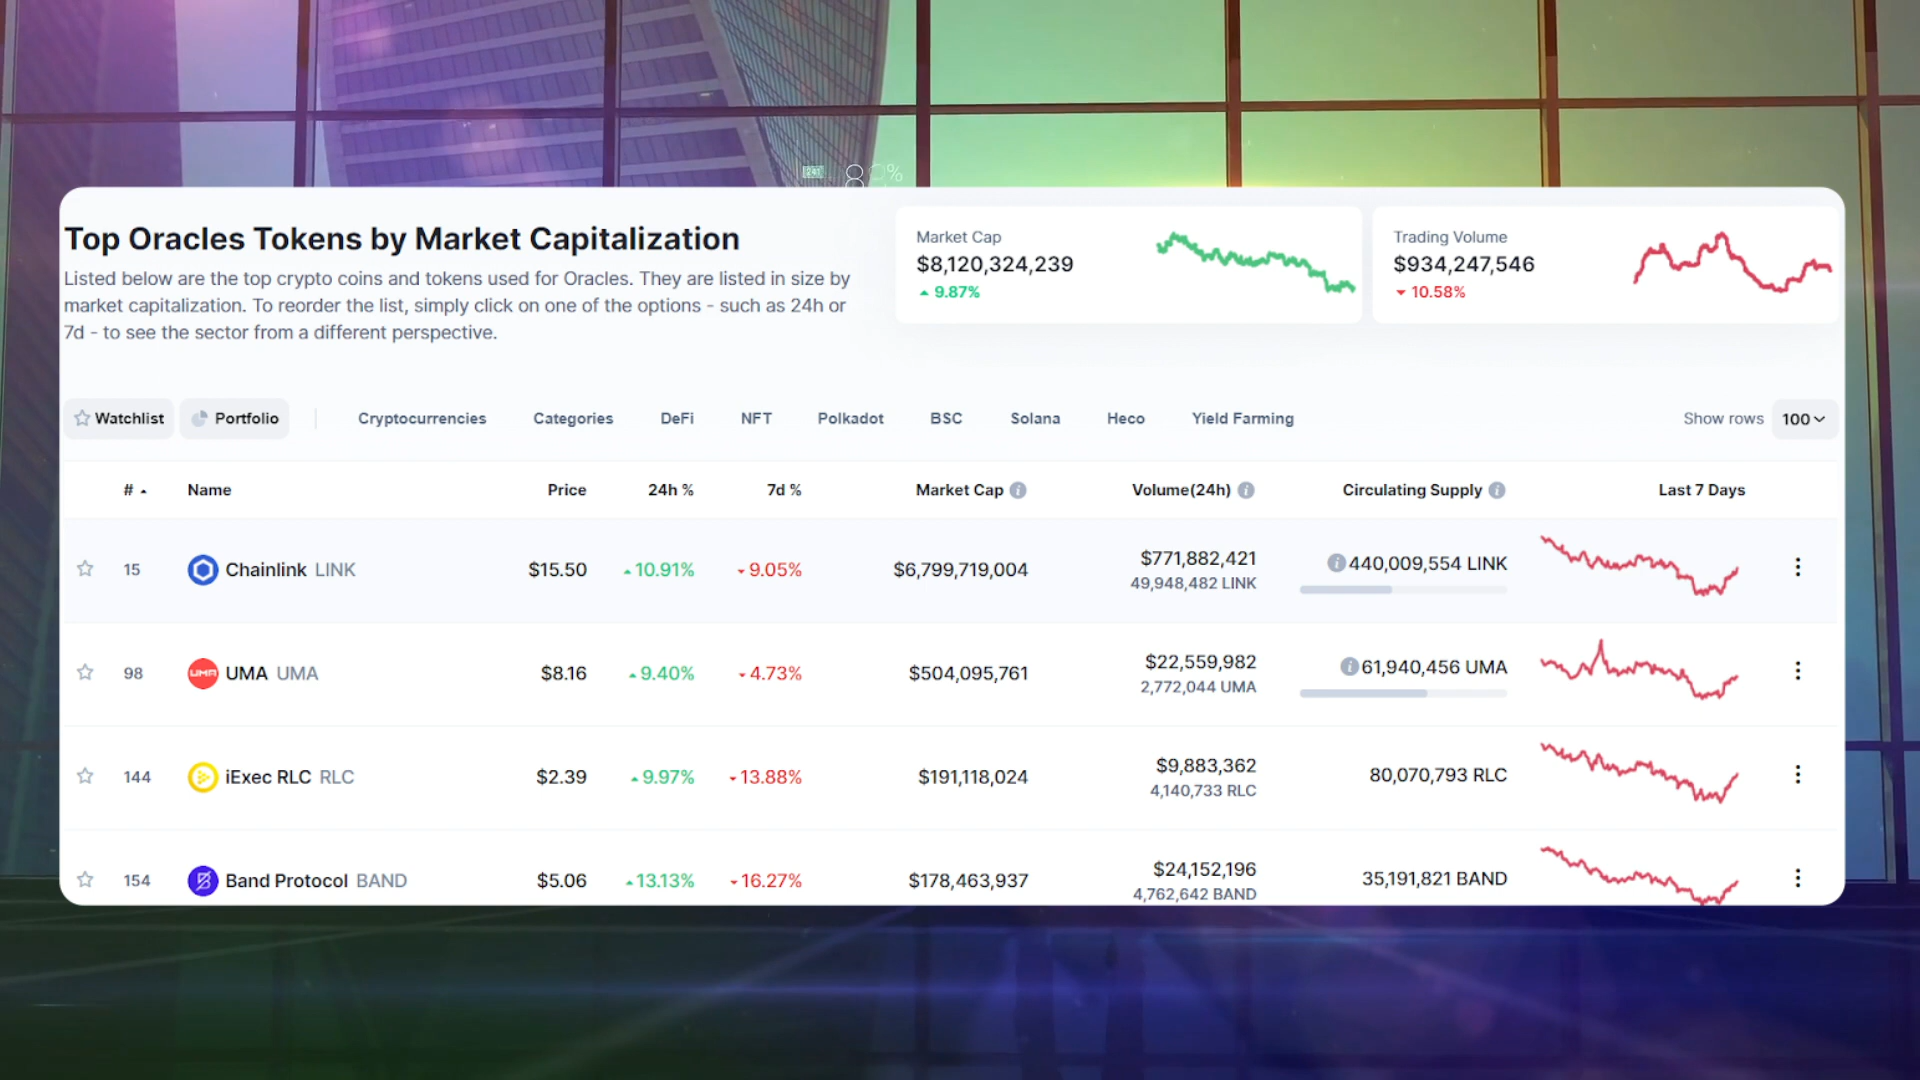 Top Oracles Tokens by Market Capitalization
Listed below are the top crypto coins and tokens used for Oracles. They are listed in size by
market capitalization. To reorder the list, simply click on one of the options - such as 24h or
7d - to see the sector from a different perspective.
Market Cap
$8,120,324,239
9.87%
Trading Volume
$934,247,546
10.58%
Watchlist Portfolio Cryptocurrencies Categories DeFi NFT Polkadot BSC Solana Heco Yield Farming Show rows 100
# Name Price 24h % 7d % Market Cap Volume(24h) Circulating Supply Last 7 Days
15 Chainlink LINK $15.50 10.91% 9.05% $6,799,719,004 $771,882,421 440,009,554 LINK
49,948,482 LINK
98 UMA UMA $8.16 9.40% 4.73% $504,095,761 $22,559,982 61,940,456 UMA
2,772,044 UMA
144 iExec RLC RLC $2.39 9.97% 13.88% $191,118,024 $9,883,362 80,070,793 RLC
4,140,733 RLC
154 Band Protocol BAND $5.06 13.13% 16.27% $178,463,937 $24,152,196 35,191,821 BAND
4,762,642 BAND